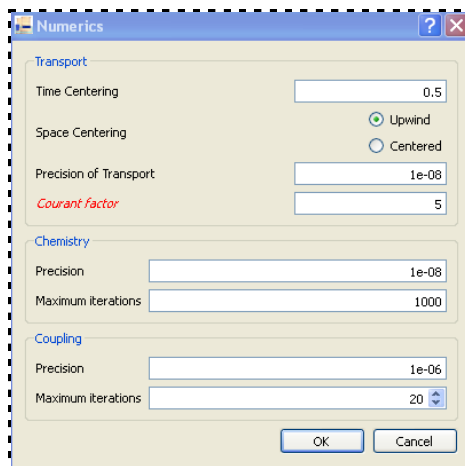 Numerics
Transport
Time Centering 0.5
Space Centering
Upwind
Centered
Precision of Transport 1e-08
Courant factor 5
Chemistry
Precision 1e-08
Maximum iterations 1000
Coupling
Precision 1e-06
Maximum iterations 20
OK Cancel